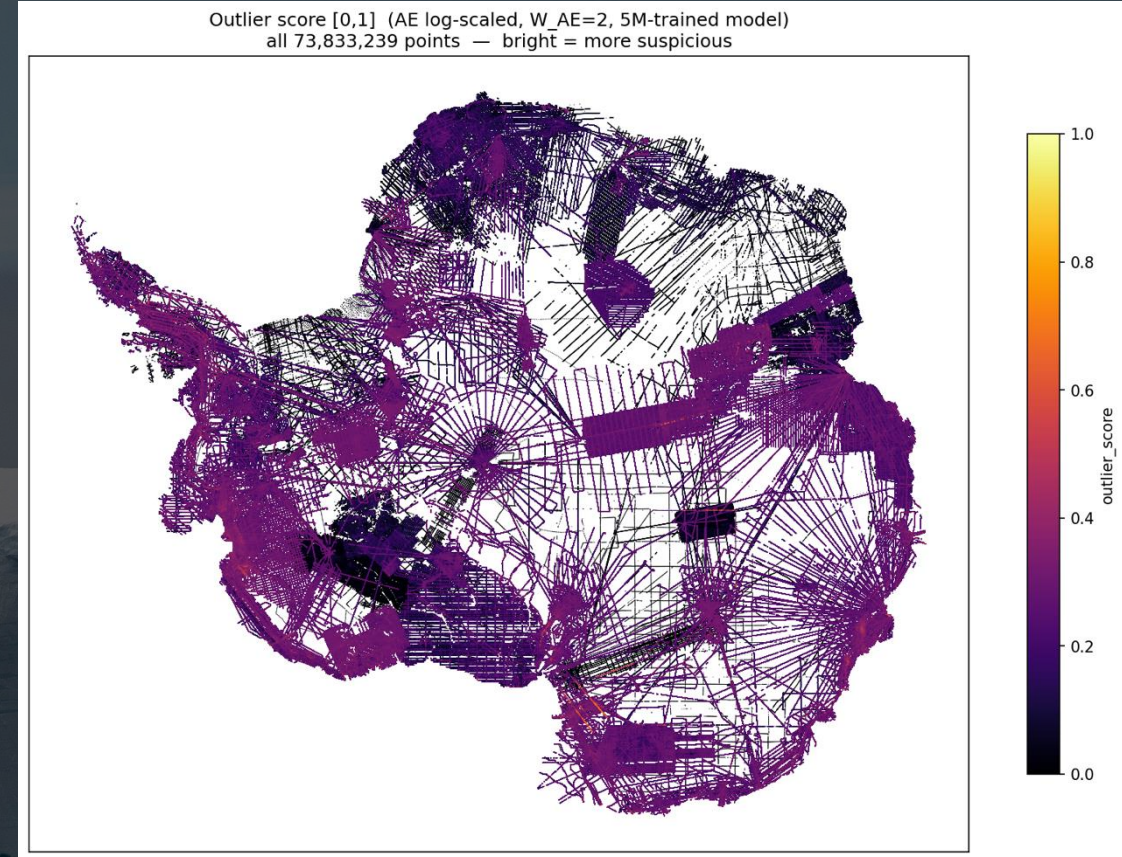 Outlier score [0,1]  (AE log-scaled, W_AE=2, 5M-trained model)
all 73,833,239 points  —  bright = more suspicious
1.0
0.8
0.6
0.4
0.2
0.0
outlier_score